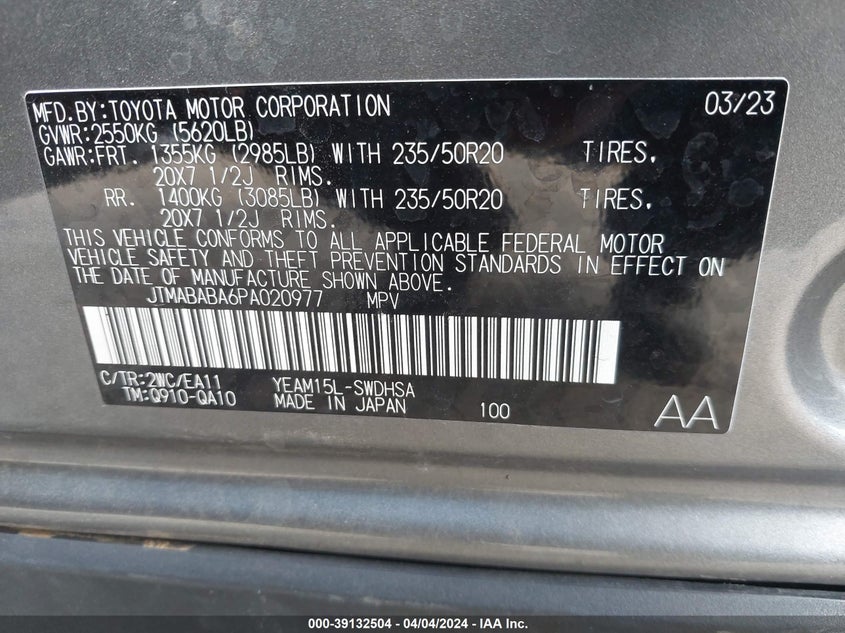 MFD.BY:TOYOTA MOTOR CORPORATION 03/23
GVWR:2550KG (5620LB)
GAWR:FRT. 1355KG (2985LB) WITH 235/50R20 TIRES.
20X7 1/2J RIMS.
RR. 1400KG (3085LB) WITH 235/50R20 TIRES.
20X7 1/2J RIMS.
THIS VEHICLE CONFORMS TO ALL APPLICABLE FEDERAL MOTOR
VEHICLE SAFETY AND THEFT PREVENTION STANDARDS IN EFFECT ON
THE DATE OF MANUFACTURE SHOWN ABOVE.
JTMABABA6PA020977 MPV
C/TR:2WC/EA11 YEAM15L-SWDHSA
TM:Q910-QA10 MADE IN JAPAN 100 AA
000-39132504 / 04/04/2024 - IAA Inc.